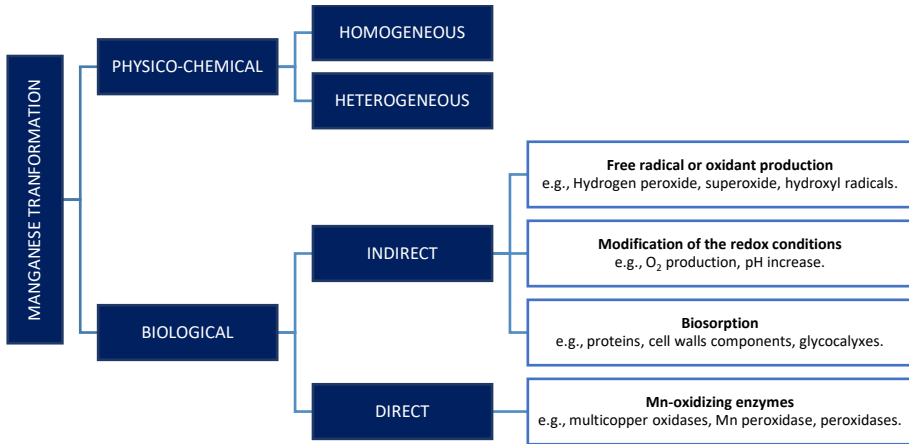 MANGANESE TRANFORMATION
PHYSICO-CHEMICAL
HOMOGENEOUS
HETEROGENEOUS
BIOLOGICAL
INDIRECT
Free radical or oxidant production
e.g., Hydrogen peroxide, superoxide, hydroxyl radicals.
Modification of the redox conditions
e.g., O₂ production, pH increase.
Biosorption
e.g., proteins, cell walls components, glycocalyxes.
DIRECT
Mn-oxidizing enzymes
e.g., multicopper oxidases, Mn peroxidase, peroxidases.